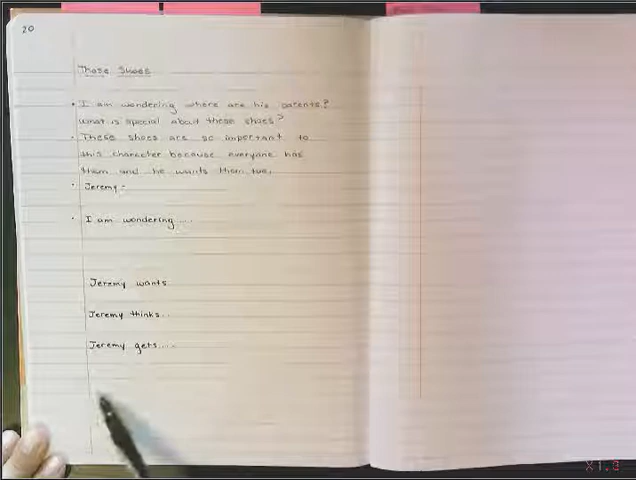 20
Those Shoes
• I am wondering where are his parents?
What is special about these shoes?
• These shoes are so important to
this character because everyone has
them and he wants them too.
• Jeremy-
• I am wondering....
Jeremy wants
Jeremy thinks...
Jeremy gets....
X1.0